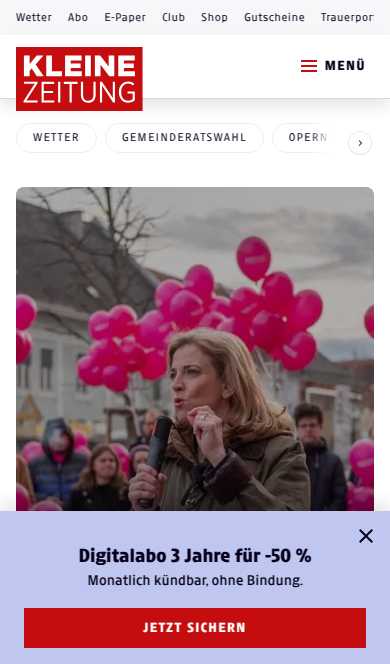 Wetter Abo E-Paper Club Shop Gutscheine Trauerpor
KLEINE
ZEITUNG
MENÜ
WETTER GEMEINDERATSWAHL OPERN
Digitalabo 3 Jahre für -50 %
Monatlich kündbar, ohne Bindung.
JETZT SICHERN